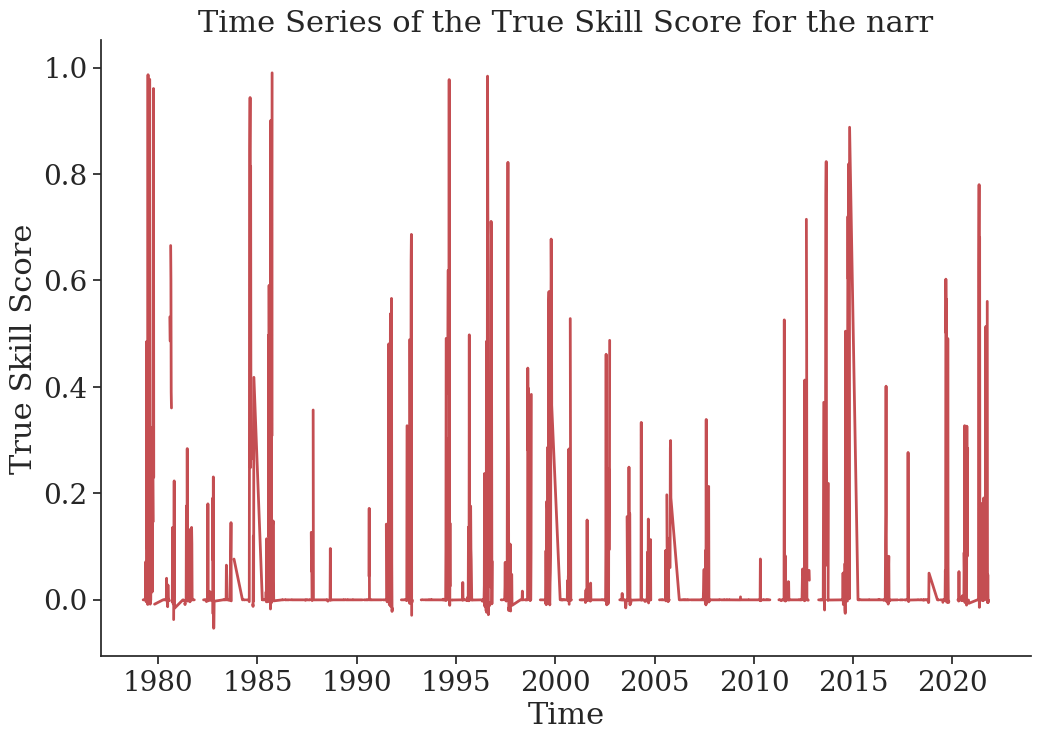 Time Series of the True Skill Score for the narr
True Skill Score
1.0
0.8
0.6
0.4
0.2
0.0
1980 1985 1990 1995 2000 2005 2010 2015 2020
Time